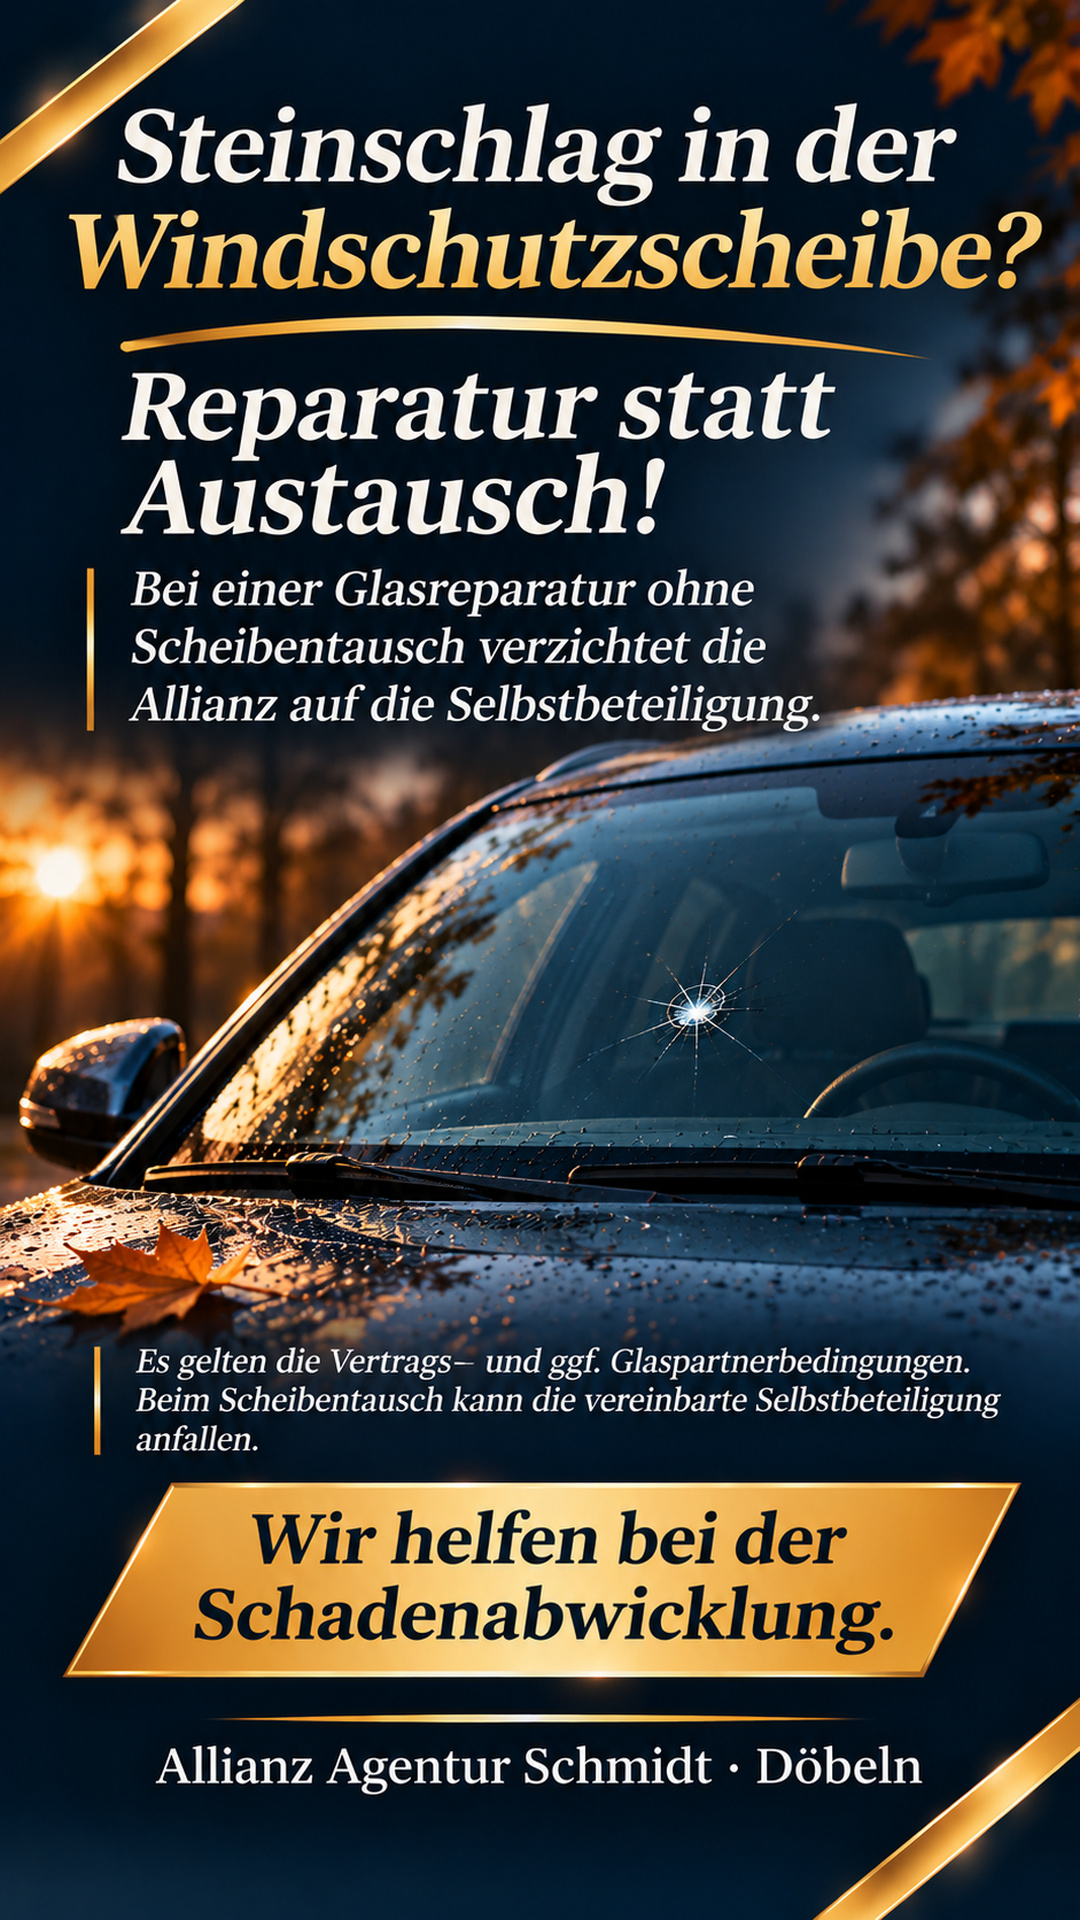 Steinschlag in der
Windschutzscheibe?
Reparatur statt
Austausch!
Bei einer Glasreparatur ohne
Scheibentausch verzichtet die
Allianz auf die Selbstbeteiligung.
Es gelten die Vertrags– und ggf. Glaspartnerbedingungen.
Beim Scheibentausch kann die vereinbarte Selbstbeteiligung
anfallen.
Wir helfen bei der
Schadenabwicklung.
Allianz Agentur Schmidt · Döbeln